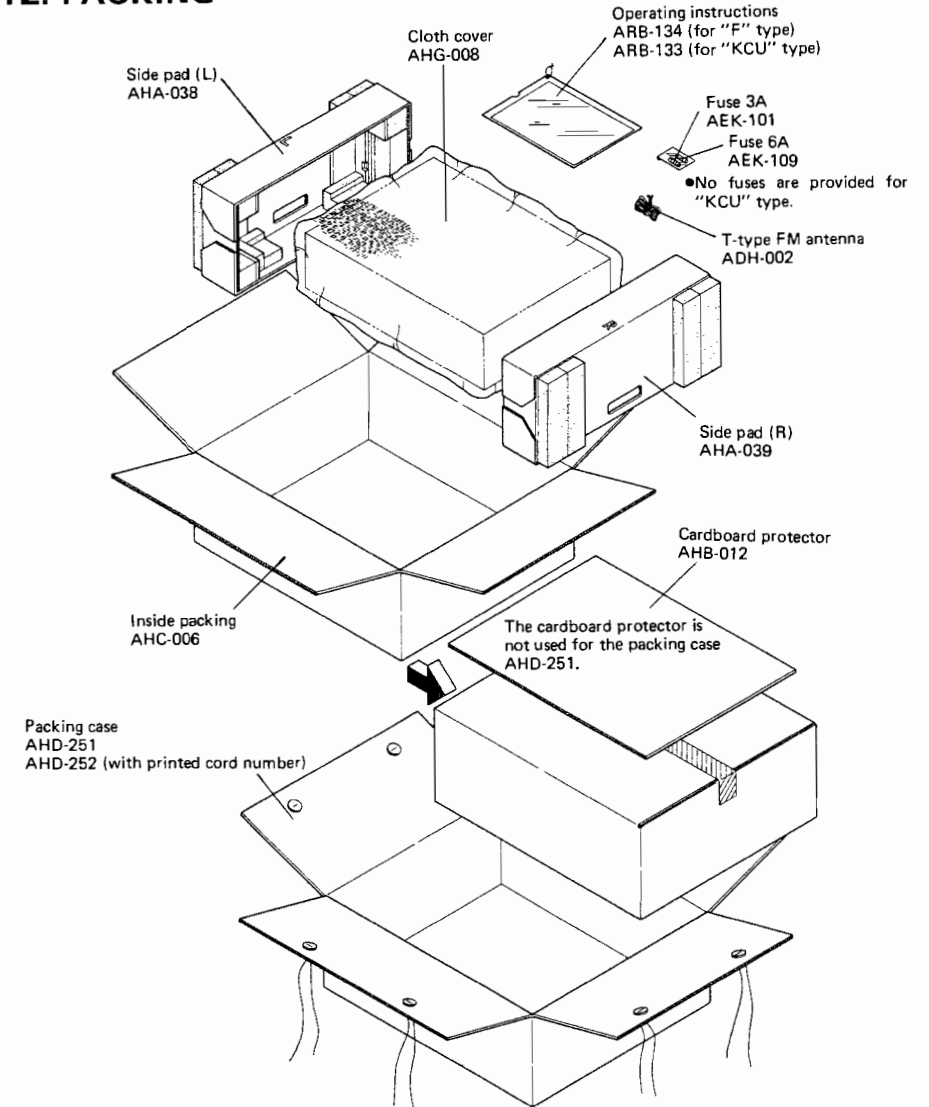 PACKING
Operating instructions
ARB-134 (for "F" type)
ARB-133 (for "KCU" type)
Cloth cover
AHG-008
Side pad (L)
AHA-038
Fuse 3A
AEK-101
Fuse 6A
AEK-109
●No fuses are provided for
"KCU" type.
T-type FM antenna
ADH-002
L
R
Side pad (R)
AHA-039
Cardboard protector
AHB-012
Inside packing
AHC-006
The cardboard protector is
not used for the packing case
AHD-251.
Packing case
AHD-251
AHD-252 (with printed cord number)